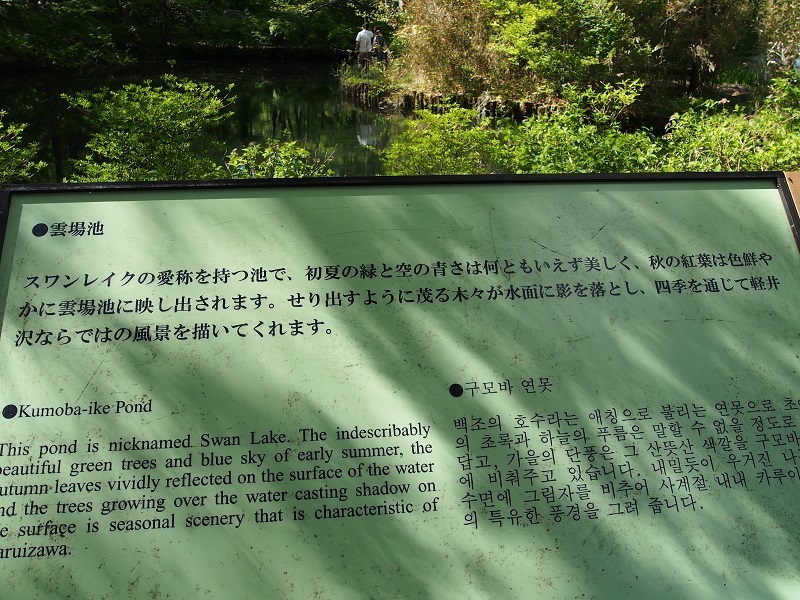 ●雲場池
スワンレイクの愛称を持つ池で、初夏の緑と空の青さは何ともいえず美しく、秋の紅葉は色鮮や
かに雲場池に映し出されます。せり出すように茂る木々が水面に影を落とし、四季を通じて軽井
沢ならではの風景を描いてくれます。
●Kumoba-ike Pond
This pond is nicknamed Swan Lake. The indescribably
beautiful green trees and blue sky of early summer, the
autumn leaves vividly reflected on the surface of the water
and the trees growing over the water casting shadow on
e surface is seasonal scenery that is characteristic of
aruizawa.
●구모바 연못
백조의 호수라는 애칭으로 불리는 연못으로 초
의 초록과 하늘의 푸름은 말할 수 없을 정도로
답고, 가을의 단풍은 그 산뜻산 색깔을 구모바
에 비춰주고 있습니다. 내밀듯이 우거진 나
수면에 그림자를 비추어 사계절 내내 카루이
의 특유한 풍경을 그려 줍니다.